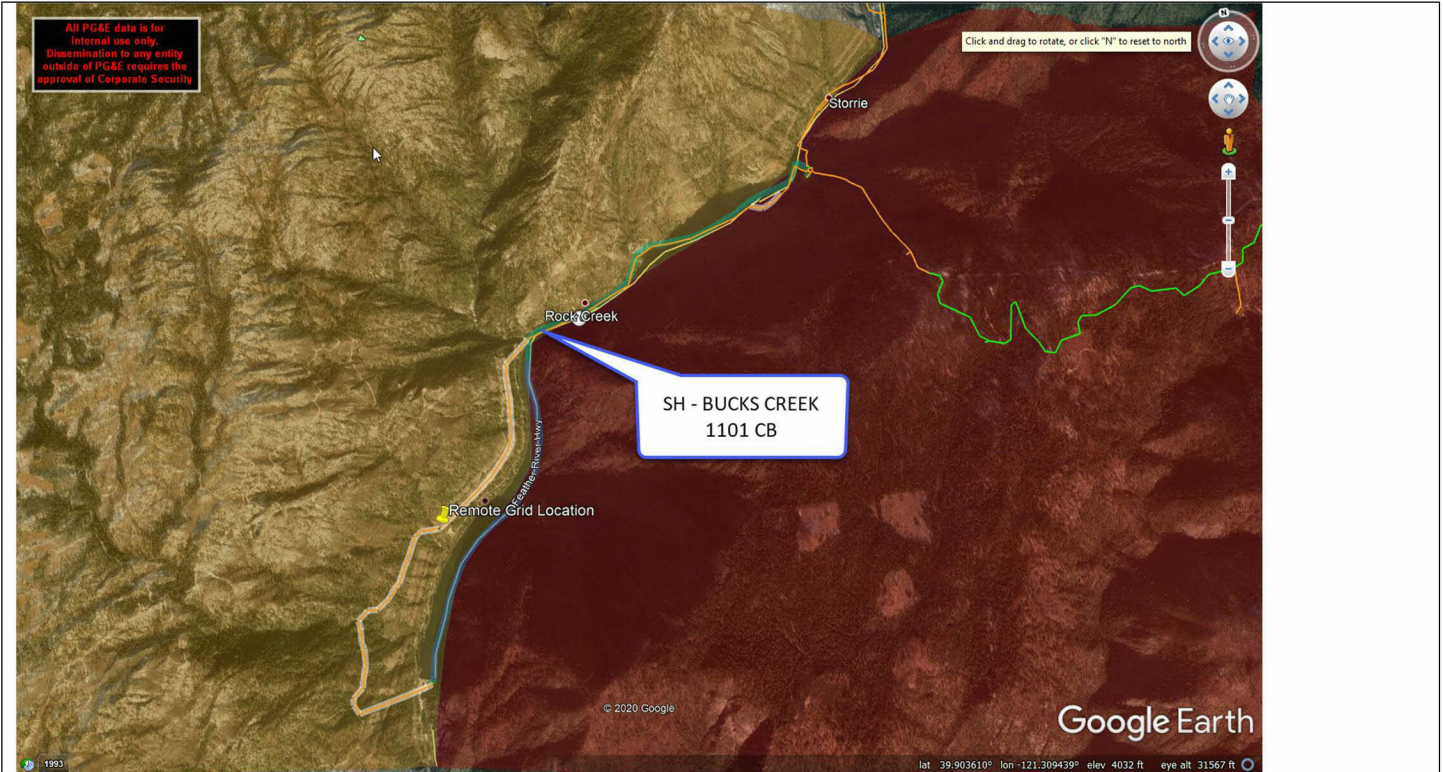 All PG&E data is for
internal use only.
Dissemination to any entity
outside of PG&E requires the
approval of Corporate Security
Click and drag to rotate, or click "N" to reset to north
N
Storrie
Rock Creek
SH - BUCKS CREEK
1101 CB
Feather River Hwy
Remote Grid Location
© 2020 Google
Google Earth
1993
lat 39.903610° lon -121.309439° elev 4032 ft eye alt 31567 ft